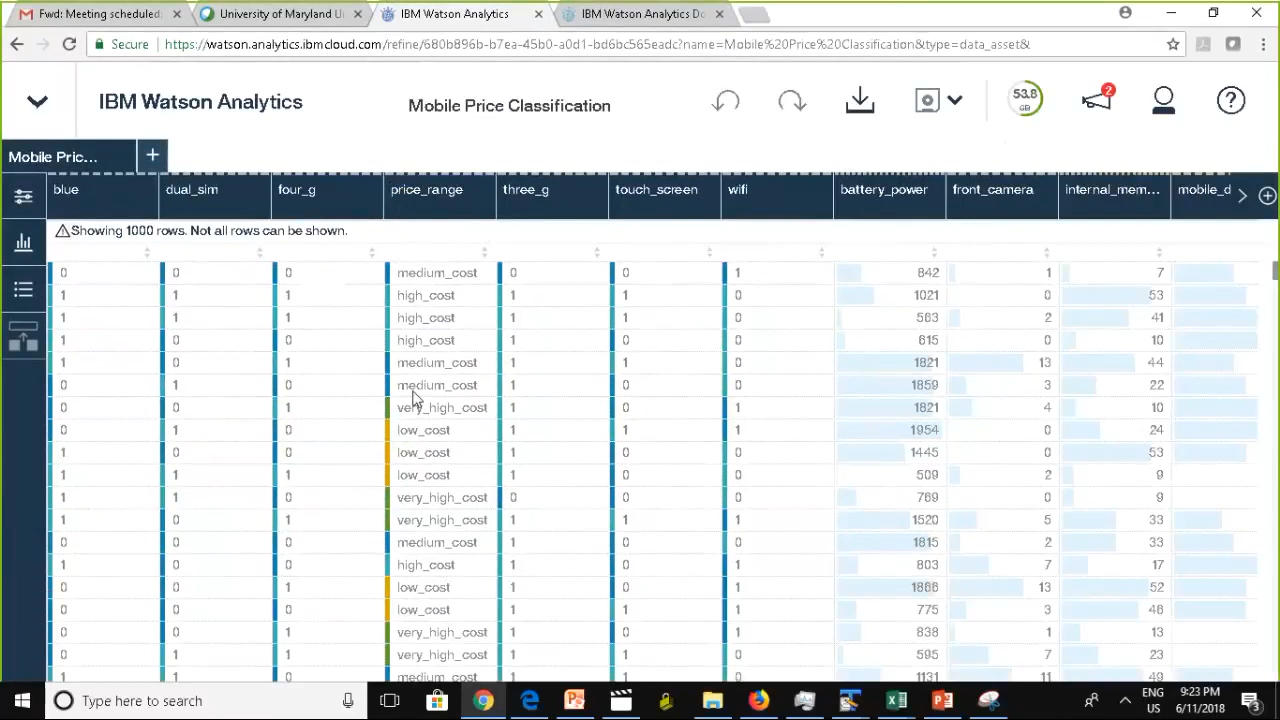 Fwd: Meeting scheduled:
University of Maryland U
IBM Watson Analytics
IBM Watson Analytics Do
Secure
https://watson.analytics.ibmcloud.com/refine/680b896b-b7ea-45b0-a0d1-bd6bc565eadc?name=Mobile%20Price%20Classification&type=data_asset&
IBM Watson Analytics
Mobile Price Classification
53.8
GB
2
Mobile Pric...
blue dual_sim four_g price_range three_g touch_screen wifi battery_power front_camera internal_mem... mobile_d
Showing 1000 rows. Not all rows can be shown.
0 0 0 medium_cost 0 0 1 842 1 7
1 1 1 high_cost 1 1 0 1021 0 53
1 1 1 high_cost 1 1 0 563 2 41
1 0 0 high_cost 1 0 0 615 0 10
1 0 1 medium_cost 1 1 0 1821 13 44
0 1 0 medium_cost 1 0 0 1859 3 22
0 0 1 very_high_cost 1 0 1 1821 4 10
0 1 0 low_cost 1 1 1 1954 0 24
1 0 0 low_cost 1 0 0 1445 0 53
1 1 1 low_cost 1 0 0 509 2 9
1 1 0 very_high_cost 0 0 0 769 0 9
1 0 1 very_high_cost 1 1 1 1520 5 33
0 0 0 medium_cost 1 0 0 1815 2 33
1 0 0 high_cost 1 0 0 803 7 17
0 0 1 low_cost 1 0 1 1866 13 52
0 0 0 low_cost 1 1 0 775 3 46
0 0 1 very_high_cost 1 0 1 838 1 13
0 1 1 very_high_cost 1 1 0 595 7 23
1 1 0 medium_cost 1 0 0 1131 11 49
Type here to search
ENG
US
9:23 PM
6/11/2018
3